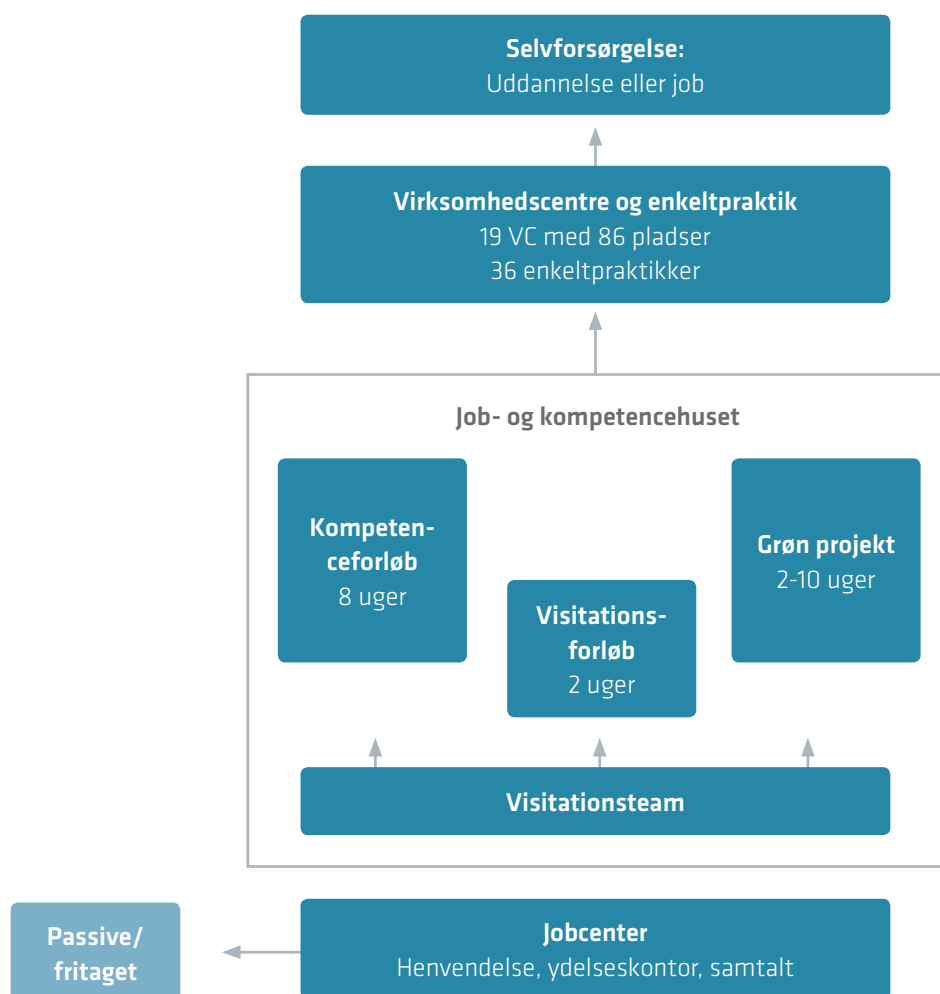 Selvforsørgelse:
Uddannelse eller job
Virksomhedscentre og enkeltpraktik
19 VC med 86 pladser
36 enkeltpraktikker
Job- og kompetencehuset
Kompeten-
ceforløb
8 uger
Visitations-
forløb
2 uger
Grøn projekt
2-10 uger
Visitationsteam
Passive/
fritaget
Jobcenter
Henvendelse, ydelseskontor, samtalt